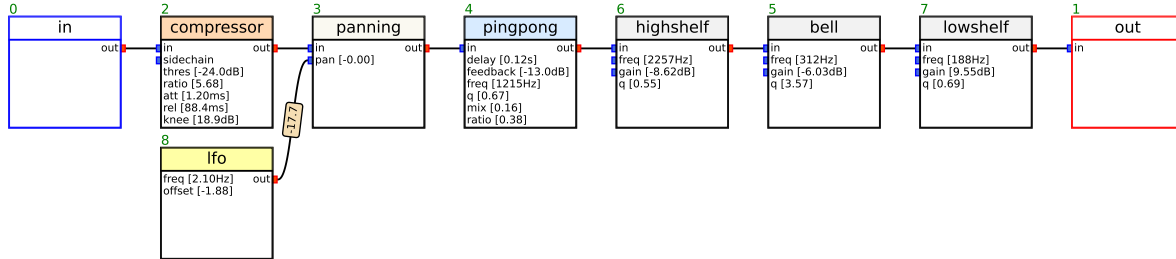 0
in
out
2
compressor
in
out
sidechain
thres [-24.0dB]
ratio [5.68]
att [1.20ms]
rel [88.4ms]
knee [18.9dB]
3
panning
in
out
pan [-0.00]
4
pingpong
in
out
delay [0.12s]
feedback [-13.0dB]
freq [1215Hz]
q [0.67]
mix [0.16]
ratio [0.38]
6
highshelf
in
out
freq [2257Hz]
gain [-8.62dB]
q [0.55]
5
bell
in
out
freq [312Hz]
gain [-6.03dB]
q [3.57]
7
lowshelf
in
out
freq [188Hz]
gain [9.55dB]
q [0.69]
1
out
in
-17.7
8
lfo
freq [2.10Hz]
out
offset [-1.88]